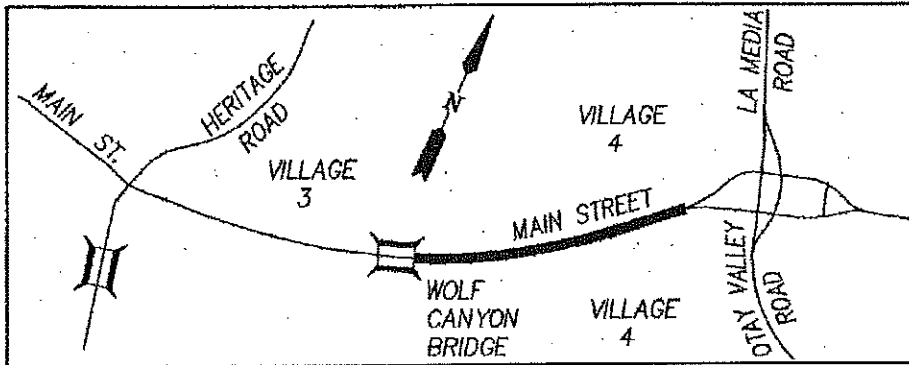 MAIN ST.
HERITAGE
ROAD
N
VILLAGE
3
VILLAGE
4
LA MEDIA
ROAD
MAIN STREET
WOLF
CANYON
BRIDGE
VILLAGE
4
OTAY VALLEY
ROAD